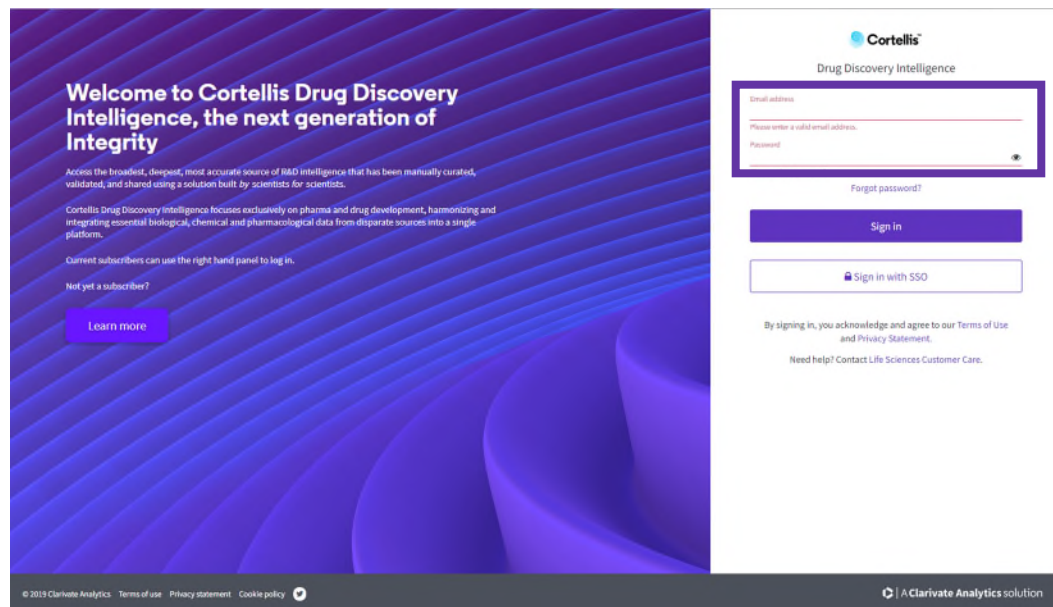 Welcome to Cortellis Drug Discovery
Intelligence, the next generation of
Integrity
Access the broadest, deepest, most accurate source of R&D intelligence that has been manually curated,
validated, and shared using a solution built by scientists for scientists.
Cortellis Drug Discovery Intelligence focuses exclusively on pharma and drug development, harmonizing and
integrating essential biological, chemical and pharmacological data from disparate sources into a single
platform.
Current subscribers can use the right hand panel to log in.
Not yet a subscriber?
Learn more
Cortellis™
Drug Discovery Intelligence
Email address
Please enter a valid email address.
Password
Forgot password?
Sign in
Sign in with SSO
By signing in, you acknowledge and agree to our Terms of Use
and Privacy Statement.
Need help? Contact Life Sciences Customer Care.
© 2019 Clarivate Analytics Terms of use Privacy statement Cookie policy
A Clarivate Analytics solution